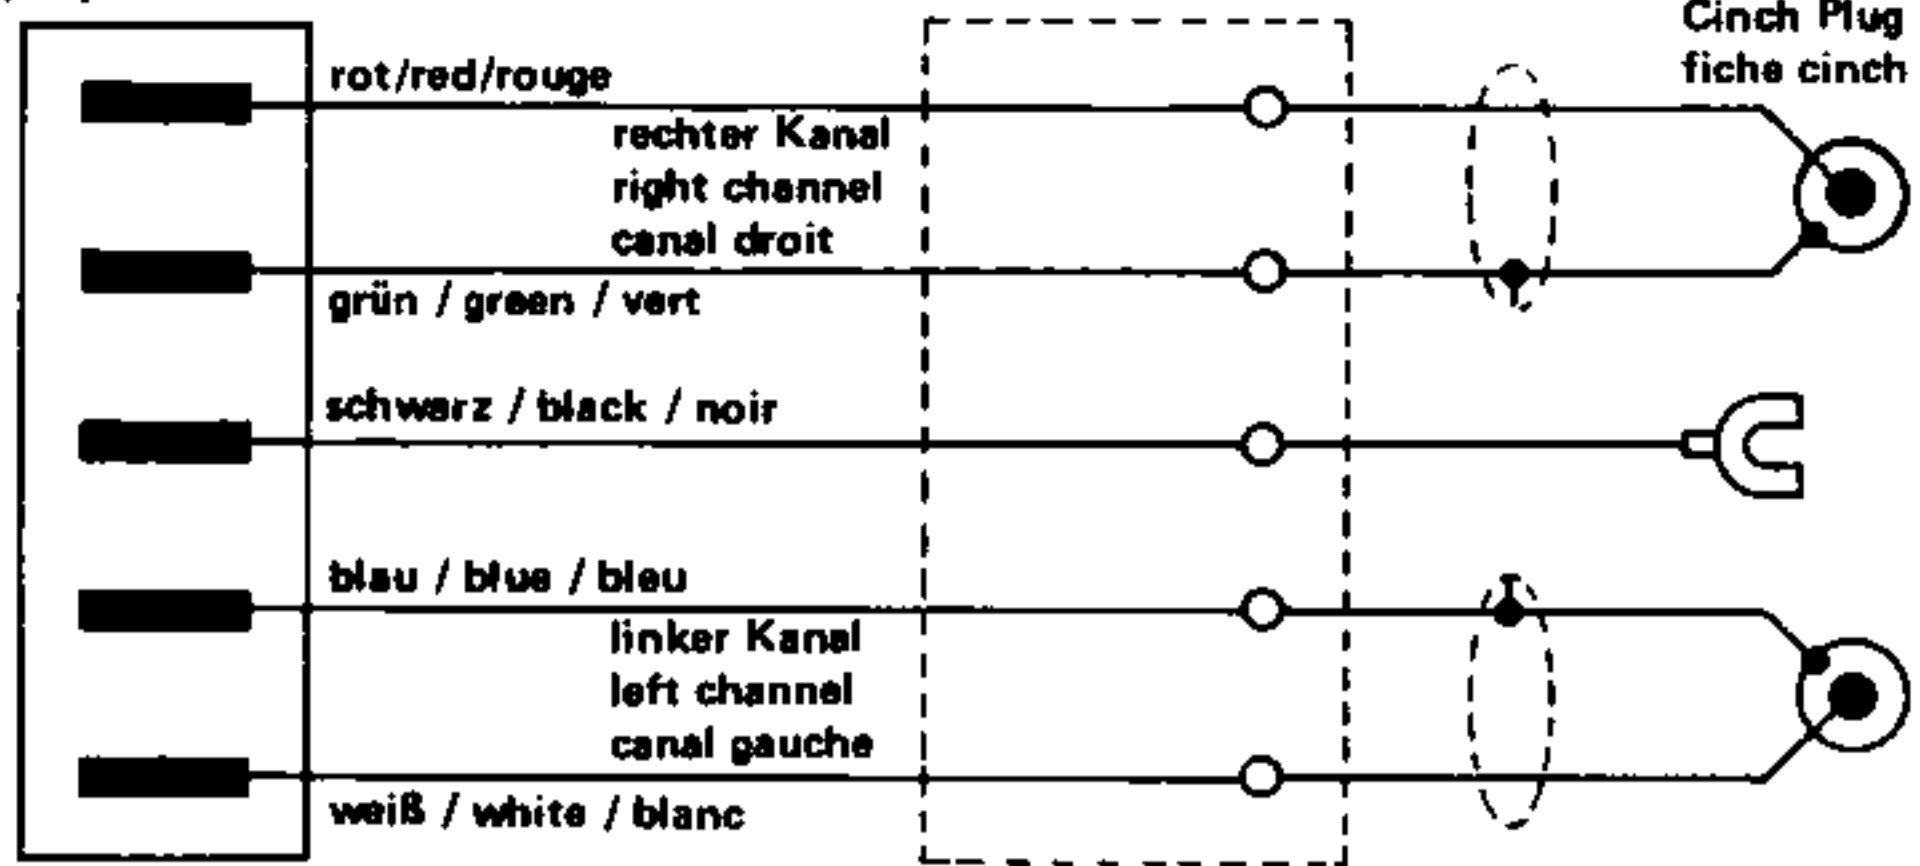 Cinch Plug
fiche cinch
rot/red/rouge
rechter Kanal
right channel
canal droit
grün / green / vert
schwarz / black / noir
blau / blue / bleu
linker Kanal
left channel
canal gauche
weiß / white / blanc